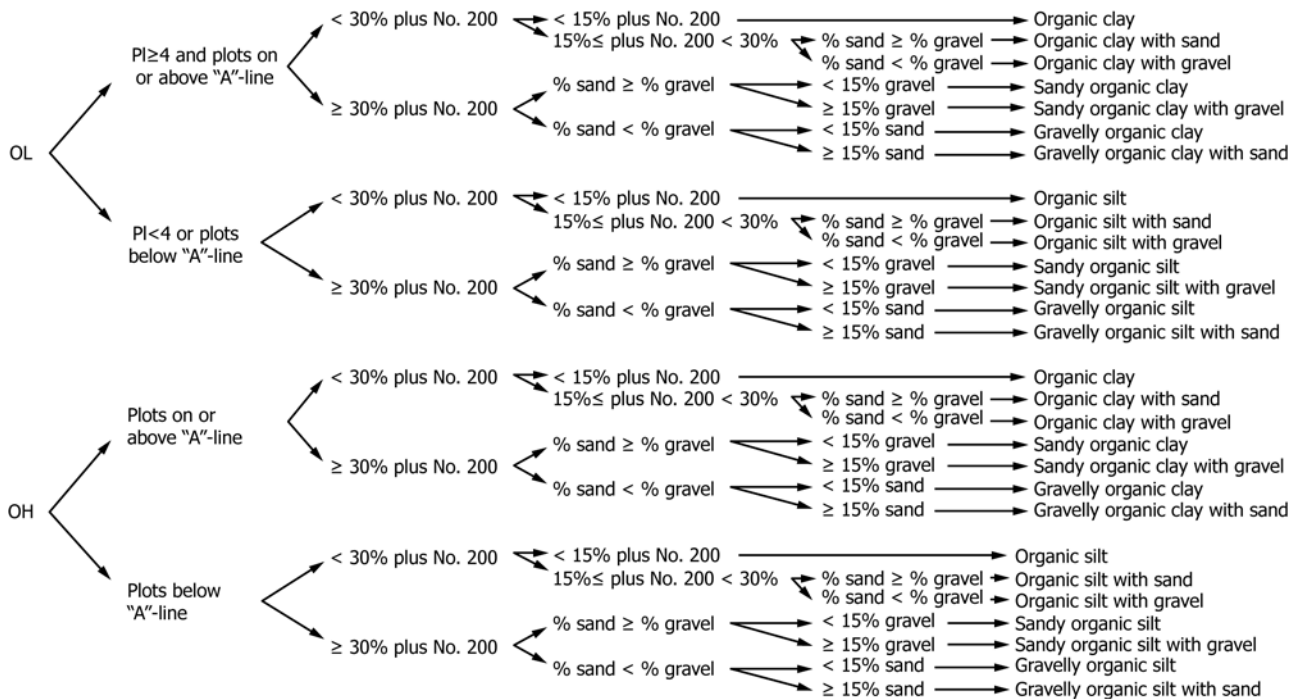 < 30% plus No. 200 < 15% plus No. 200 Organic clay
PI≥4 and plots on
or above “A”-line
15%≤ plus No. 200 < 30% % sand ≥ % gravel Organic clay with sand
% sand < % gravel Organic clay with gravel
≥ 30% plus No. 200 % sand ≥ % gravel < 15% gravel Sandy organic clay
≥ 15% gravel Sandy organic clay with gravel
% sand < % gravel < 15% sand Gravelly organic clay
≥ 15% sand Gravelly organic clay with sand
OL
< 30% plus No. 200 < 15% plus No. 200 Organic silt
PI<4 or plots
below “A”-line
15%≤ plus No. 200 < 30% % sand ≥ % gravel Organic silt with sand
% sand < % gravel Organic silt with gravel
≥ 30% plus No. 200 % sand ≥ % gravel < 15% gravel Sandy organic silt
≥ 15% gravel Sandy organic silt with gravel
% sand < % gravel < 15% sand Gravelly organic silt
≥ 15% sand Gravelly organic silt with sand
< 30% plus No. 200 < 15% plus No. 200 Organic clay
Plots on or
above “A”-line
15%≤ plus No. 200 < 30% % sand ≥ % gravel Organic clay with sand
% sand < % gravel Organic clay with gravel
≥ 30% plus No. 200 % sand ≥ % gravel < 15% gravel Sandy organic clay
≥ 15% gravel Sandy organic clay with gravel
% sand < % gravel < 15% sand Gravelly organic clay
≥ 15% sand Gravelly organic clay with sand
OH
< 30% plus No. 200 < 15% plus No. 200 Organic silt
Plots below
“A”-line
15%≤ plus No. 200 < 30% % sand ≥ % gravel Organic silt with sand
% sand < % gravel Organic silt with gravel
≥ 30% plus No. 200 % sand ≥ % gravel < 15% gravel Sandy organic silt
≥ 15% gravel Sandy organic silt with gravel
% sand < % gravel < 15% sand Gravelly organic silt
≥ 15% sand Gravelly organic silt with sand